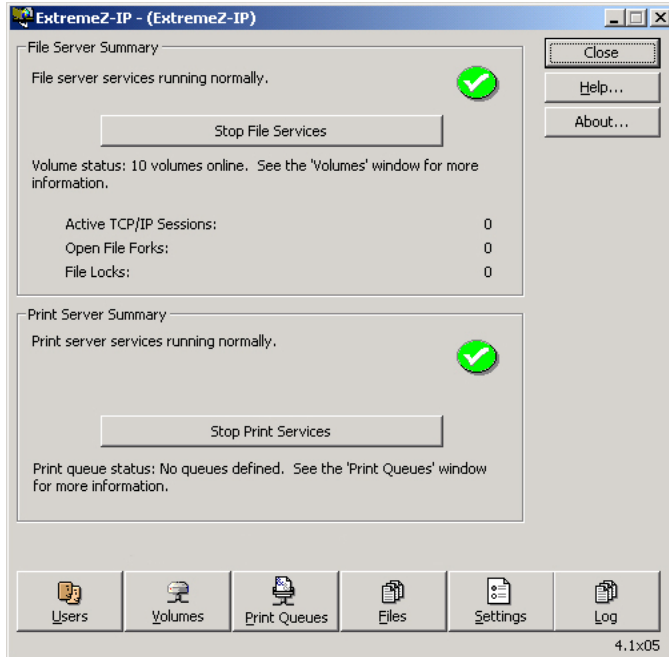 ExtremeZ-IP - (ExtremeZ-IP)
File Server Summary
File server services running normally.
Stop File Services
Volume status: 10 volumes online. See the 'Volumes' window for more
information.
Active TCP/IP Sessions: 0
Open File Forks: 0
File Locks: 0
Close
Help...
About...
Print Server Summary
Print server services running normally.
Stop Print Services
Print queue status: No queues defined. See the 'Print Queues' window
for more information.
Users
Volumes
Print Queues
Files
Settings
Log
4.1x05